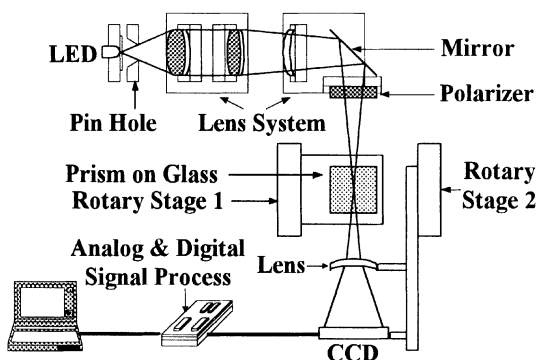 LED
Pin Hole
Lens System
Mirror
Polarizer
Prism on Glass
Rotary Stage 1
Rotary
Stage 2
Analog & Digital
Signal Process
Lens
CCD